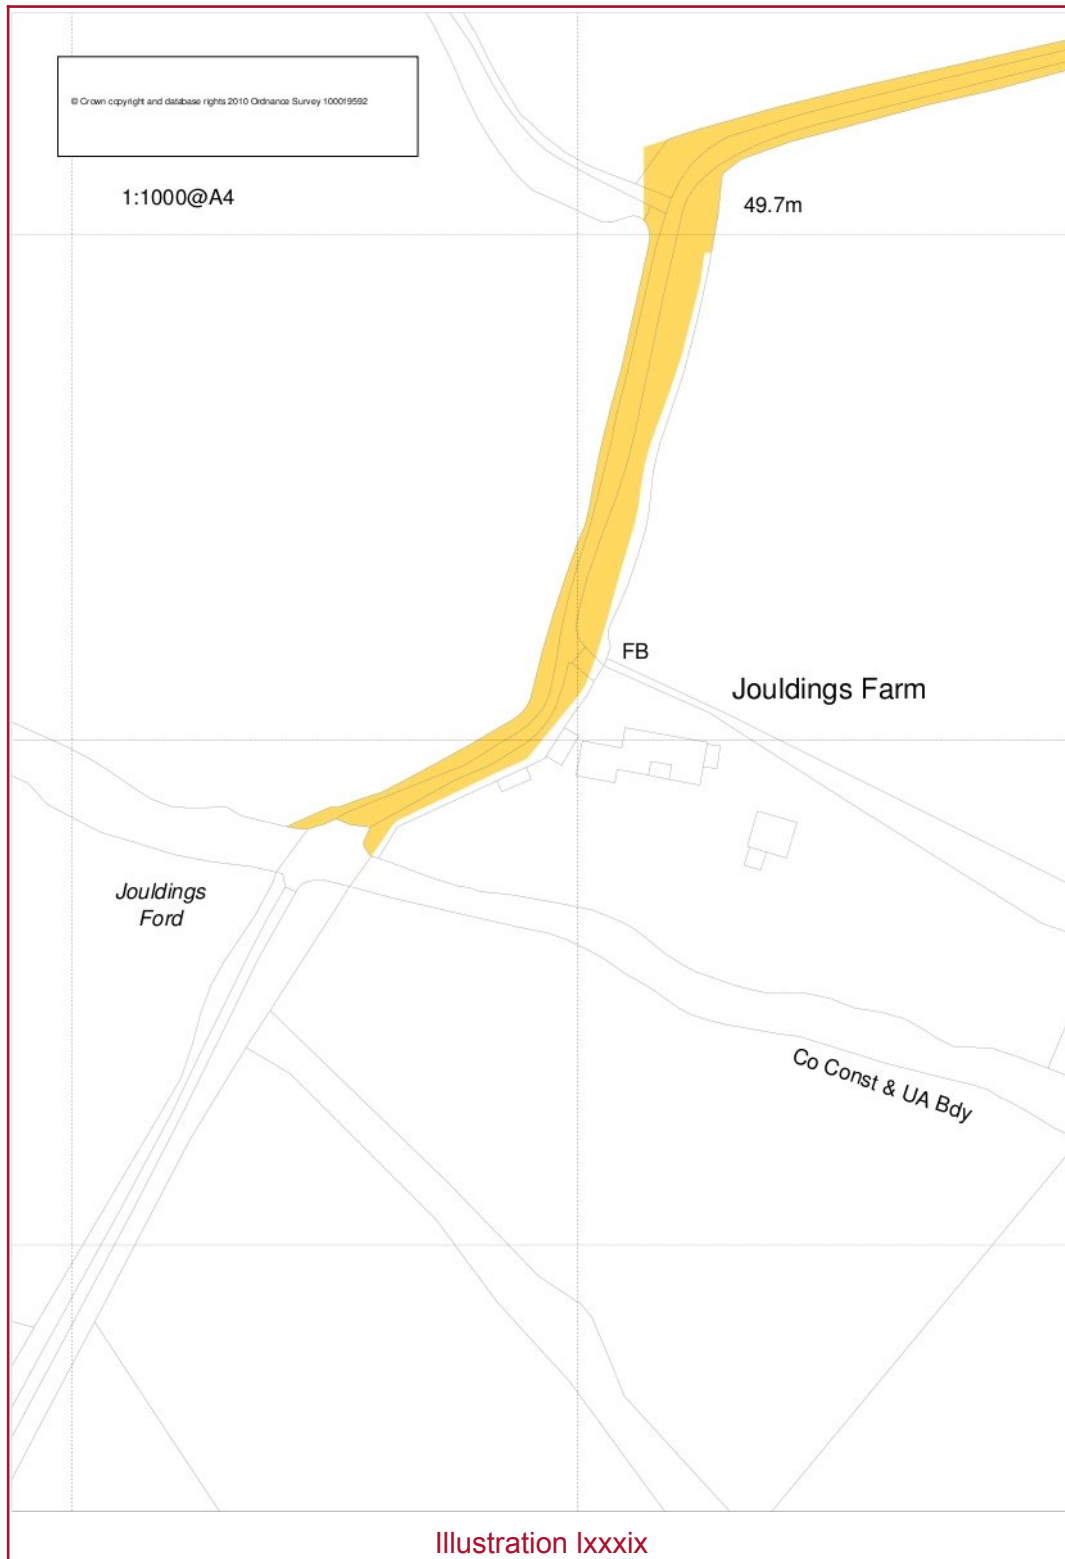 © Crown copyright and database rights 2010 Ordnance Survey 100019592
1:1000@A4
49.7m
FB
Jouldings Farm
Jouldings
Ford
Co Const & UA Bdy
Illustration lxxxix